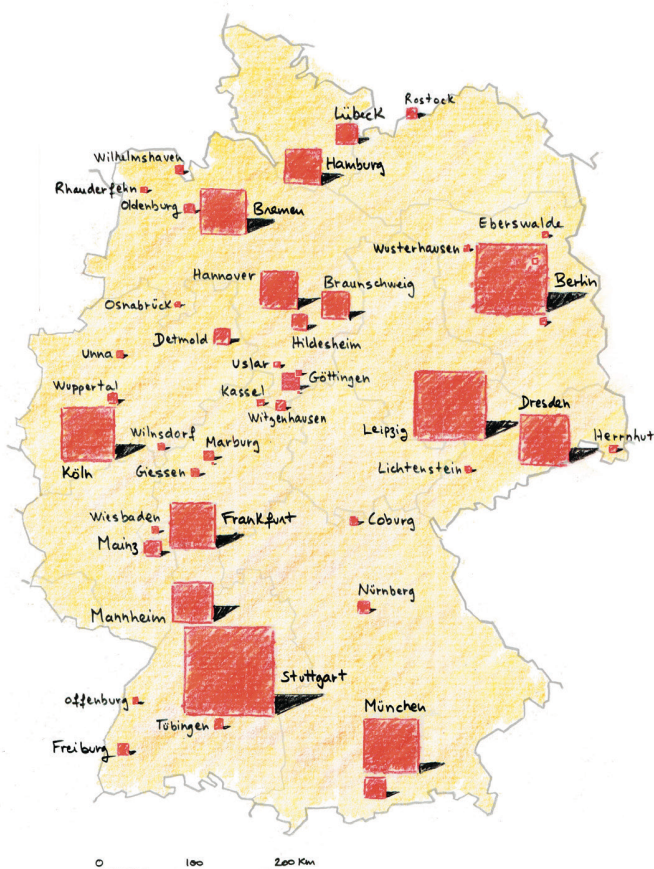 Rostock
Lübeck
Wilhelmshaven
Hamburg
Rhauderfehn
Oldenburg
Bremen
Eberswalde
Wusterhausen
Hannover
Braunschweig
Berlin
Osnabrück
Detmold
Hildesheim
Unna
Uslar
Göttingen
Wuppertal
Kassel
Witzenhausen
Dresden
Leipzig
Wilnsdorf
Marburg
Herrnhut
Köln
Giessen
Lichtenstein
Wiesbaden
Frankfurt
Coburg
Mainz
Nürnberg
Mannheim
Stuttgart
Offenburg
München
Tübingen
Freiburg
0 100 200 Km